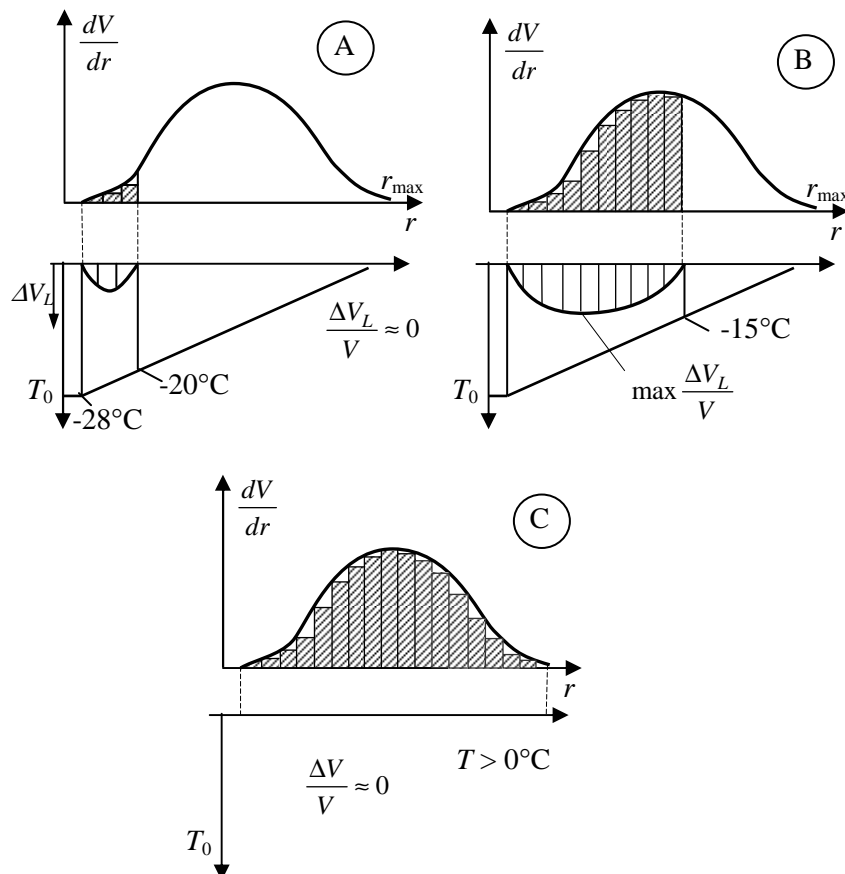 dV/dr
A
r_max
r
ΔV_L
ΔV_L/V ≈ 0
-20°C
T_0
-28°C
dV/dr
B
r_max
r
-15°C
T_0
max ΔV_L/V
dV/dr
C
r
T > 0°C
ΔV/V ≈ 0
T_0